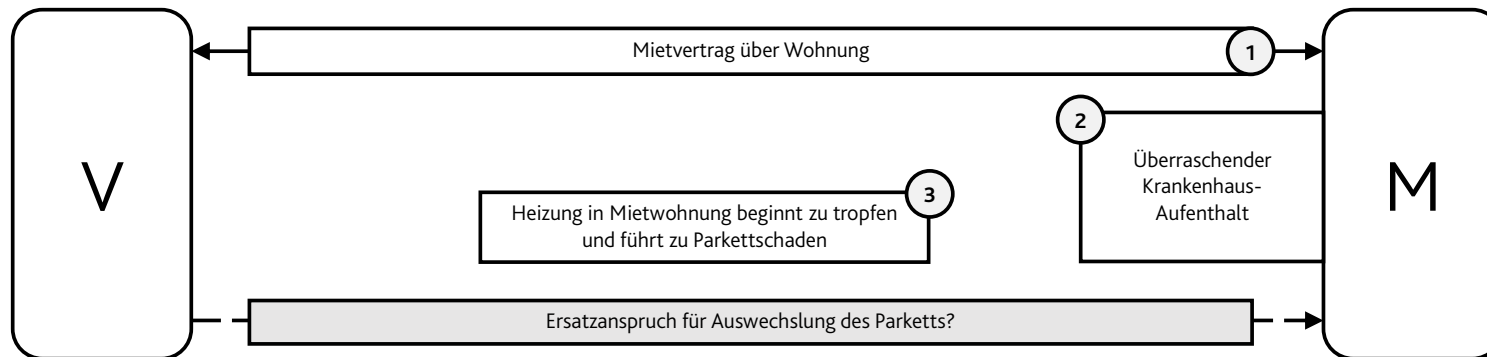 Mietvertrag über Wohnung
1
2
V
Überraschender
Krankenhaus-
Aufenthalt
M
3
Heizung in Mietwohnung beginnt zu tropfen
und führt zu Parkettschaden
Ersatzanspruch für Auswechslung des Parketts?